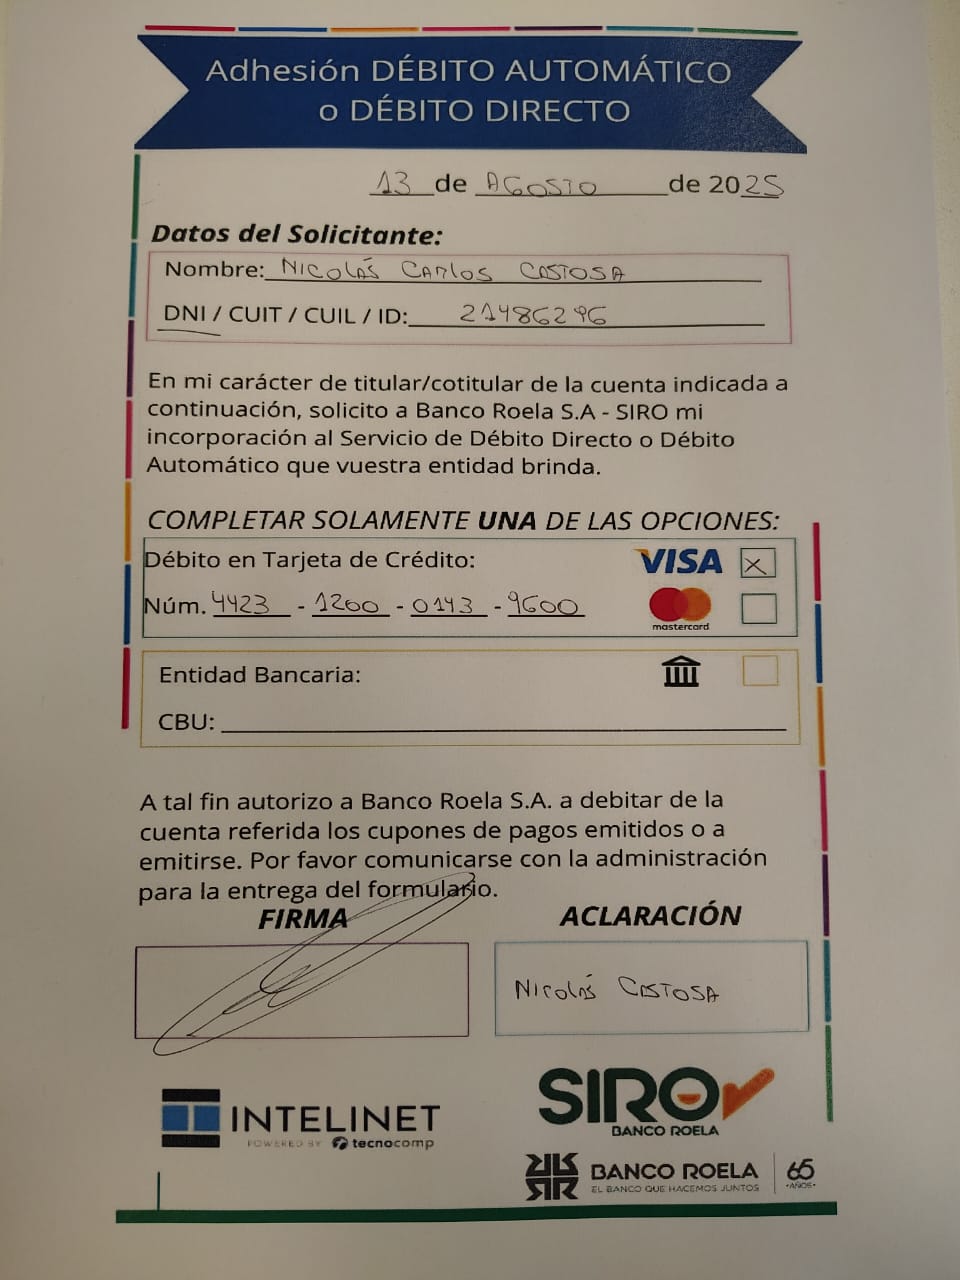 Adhesión DÉBITO AUTOMÁTICO
o DÉBITO DIRECTO
13 de AGOSTO de 2025
Datos del Solicitante:
Nombre: NICOLÁS CARLOS COSTOSA
DNI / CUIT / CUIL / ID: 21486296
En mi carácter de titular/cotitular de la cuenta indicada a
continuación, solicito a Banco Roela S.A - SIRO mi
incorporación al Servicio de Débito Directo o Débito
Automático que vuestra entidad brinda.
COMPLETAR SOLAMENTE UNA DE LAS OPCIONES:
Débito en Tarjeta de Crédito: VISA X
Núm. 4423 - 1200 - 0143 - 9600 mastercard
Entidad Bancaria:
CBU:
A tal fin autorizo a Banco Roela S.A. a debitar de la
cuenta referida los cupones de pagos emitidos o a
emitirse. Por favor comunicarse con la administración
para la entrega del formulario.
FIRMA ACLARACIÓN
NICOLÁS COSTOSA
INTELINET
POWERED BY tecnocomp
SIRO
BANCO ROELA
BANCO ROELA
EL BANCO QUE HACEMOS JUNTOS
65
AÑOS